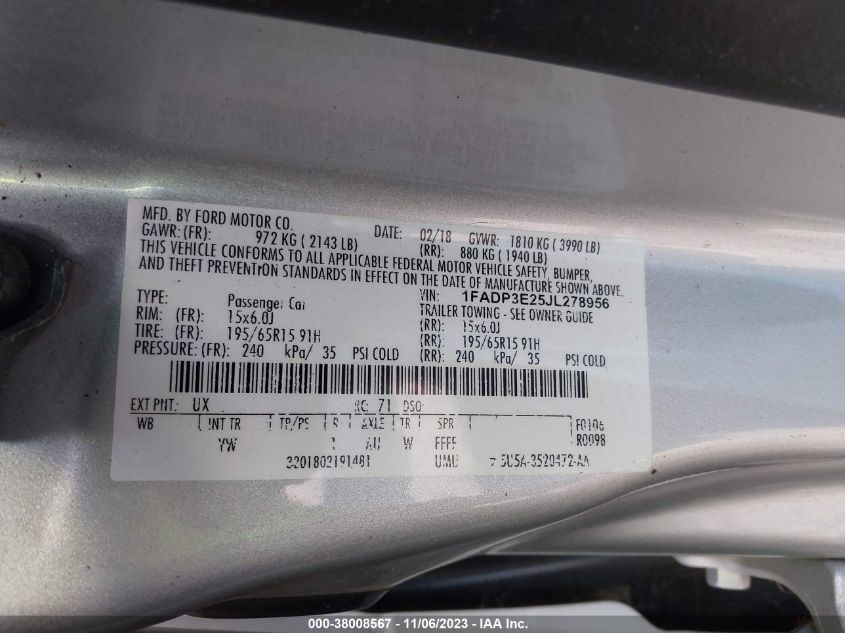 MFD. BY FORD MOTOR CO.
DATE: 02/18 GVWR: 1810 KG ( 3990 LB)
GAWR: (FR): 972 KG ( 2143 LB) (RR): 880 KG ( 1940 LB)
THIS VEHICLE CONFORMS TO ALL APPLICABLE FEDERAL MOTOR VEHICLE SAFETY, BUMPER,
AND THEFT PREVENTION STANDARDS IN EFFECT ON THE DATE OF MANUFACTURE SHOWN ABOVE.
VIN: 1FADP3E25JL278956
TYPE: Passenger Car TRAILER TOWING - SEE OWNER GUIDE
RIM: (FR): 15x6.0J (RR): 15x6.0J
TIRE: (FR): 195/65R15 91H (RR): 195/65R15 91H
PRESSURE: (FR): 240 kPa/ 35 PSI COLD (RR): 240 kPa/ 35 PSI COLD
EXT PNT: UX RC: 71 DSO:
WB INT TR TP/PS R AXLE TR SPR F0106
YW 1 AU W FFFF R0098
3201802191481 UMU 5U5A-3520472-AA
000-38008567 - 11/06/2023 - IAA Inc.